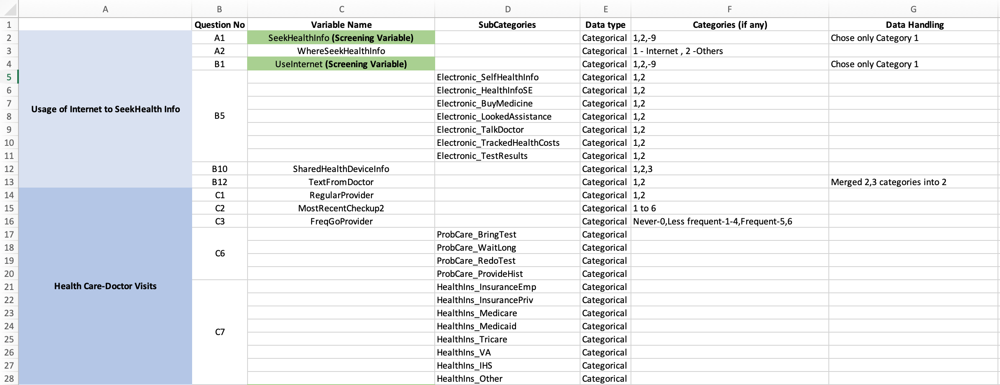 A B C D E F G
1 Question No Variable Name SubCategories Data type Categories (if any) Data Handling
2 A1 SeekHealthInfo (Screening Variable) Categorical 1,2,-9 Chose only Category 1
3 A2 WhereSeekHealthInfo Categorical 1 - Internet , 2 -Others
4 B1 UseInternet (Screening Variable) Categorical 1,2,-9 Chose only Category 1
5 Electronic_SelfHealthInfo Categorical 1,2
6 Electronic_HealthInfoSE Categorical 1,2
7 Electronic_BuyMedicine Categorical 1,2
Usage of Internet to SeekHealth Info
8 B5 Electronic_LookedAssistance Categorical 1,2
9 Electronic_TalkDoctor Categorical 1,2
10 Electronic_TrackedHealthCosts Categorical 1,2
11 Electronic_TestResults Categorical 1,2
12 B10 SharedHealthDeviceInfo Categorical 1,2,3
13 B12 TextFromDoctor Categorical 1,2 Merged 2,3 categories into 2
14 C1 RegularProvider Categorical 1,2
15 C2 MostRecentCheckup2 Categorical 1 to 6
16 C3 FreqGoProvider Categorical Never-0,Less frequent-1-4,Frequent-5,6
17 ProbCare_BringTest Categorical
18 C6 ProbCare_WaitLong Categorical
19 ProbCare_RedoTest Categorical
20 ProbCare_ProvideHist Categorical
21 Health Care-Doctor Visits HealthIns_InsuranceEmp Categorical
22 HealthIns_InsurancePriv Categorical
23 HealthIns_Medicare Categorical
24 C7 HealthIns_Medicaid Categorical
25 HealthIns_Tricare Categorical
26 HealthIns_VA Categorical
27 HealthIns_IHS Categorical
28 HealthIns_Other Categorical